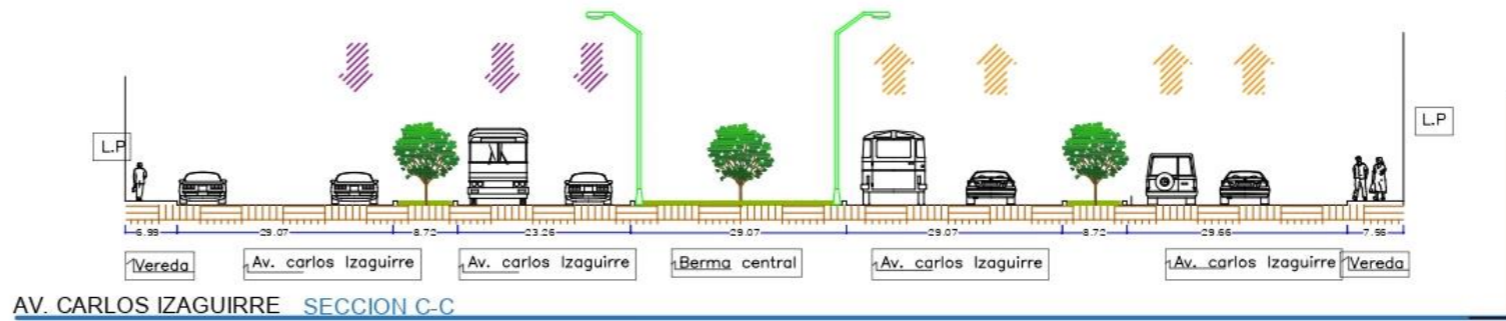 L.P
L.P
6.99 29.07 8.72 23.26 29.07 29.07 8.72 29.66 7.56
Vereda Av. carlos Izaguirre Av. carlos Izaguirre Berma central Av. carlos Izaguirre Av. carlos Izaguirre Vereda
AV. CARLOS IZAGUIRRE SECCION C-C